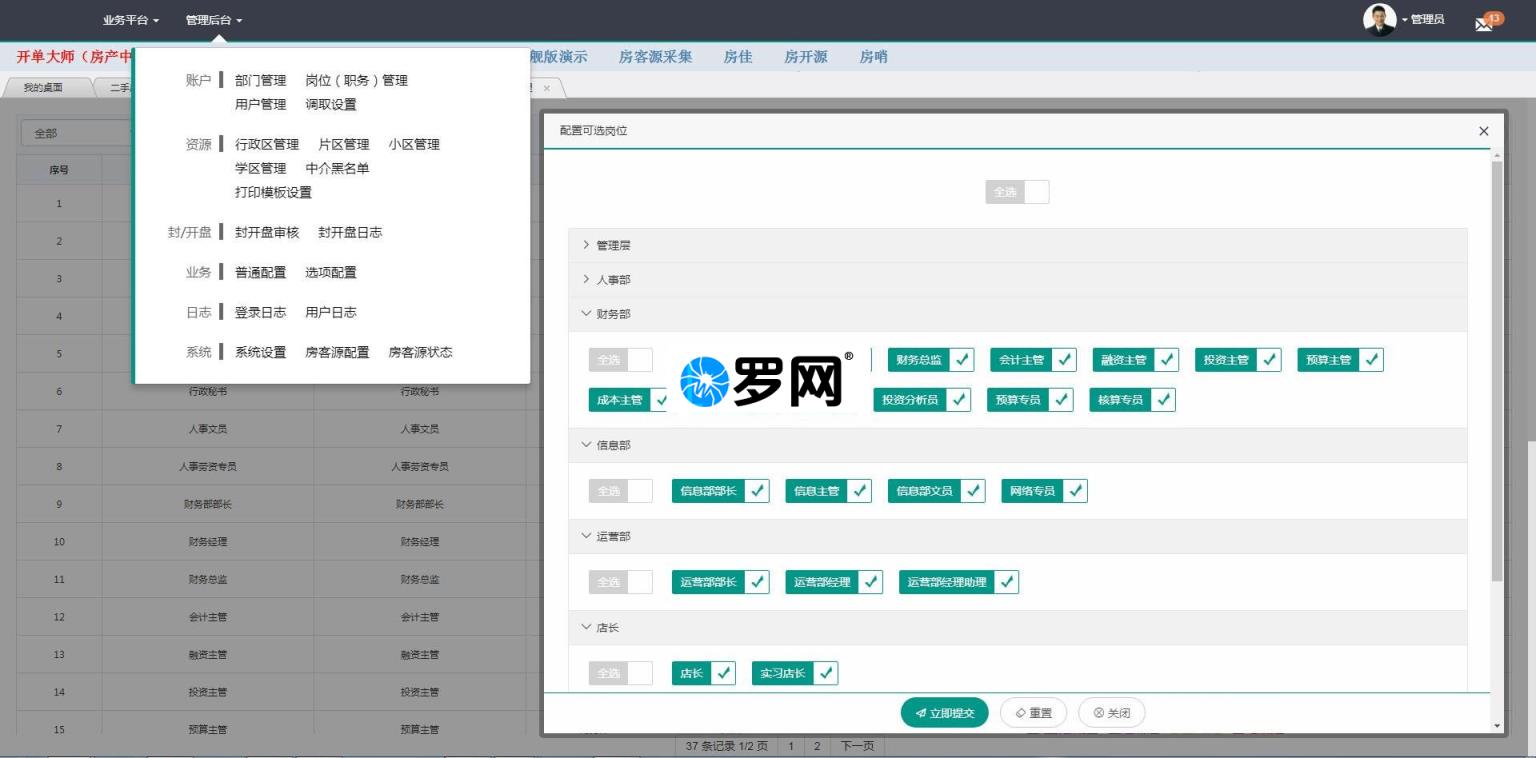 业务平台 管理后台 管理员 43
开单大师（房产中 舰版演示 房客源采集 房佳 房开源 房哨
我的桌面 二手
账户 部门管理 岗位（职务）管理
用户管理 调取设置
资源 行政区管理 片区管理 小区管理
学区管理 中介黑名单
打印模板设置
封/开盘 封开盘审核 封开盘日志
业务 普通配置 选项配置
日志 登录日志 用户日志
系统 系统设置 房客源配置 房客源状态
全部
序号
1
2
3
4
5
6 行政秘书 行政秘书
7 人事文员 人事文员
8 人事劳资专员 人事劳资专员
9 财务部部长 财务部部长
10 财务经理 财务经理
11 财务总监 财务总监
12 会计主管 会计主管
13 融资主管 融资主管
14 投资主管 投资主管
15 预算主管 预算主管
37 条记录 1/2 页 1 2 下一页
配置可选岗位
全选
管理层
人事部
财务部
全选 财务总监 会计主管 融资主管 投资主管 预算主管
罗网®
成本主管 投资分析员 预算专员 核算专员
信息部
全选 信息部部长 信息主管 信息部文员 网络专员
运营部
全选 运营部部长 运营部经理 运营部经理助理
店长
全选 店长 实习店长
立即提交 重置 关闭